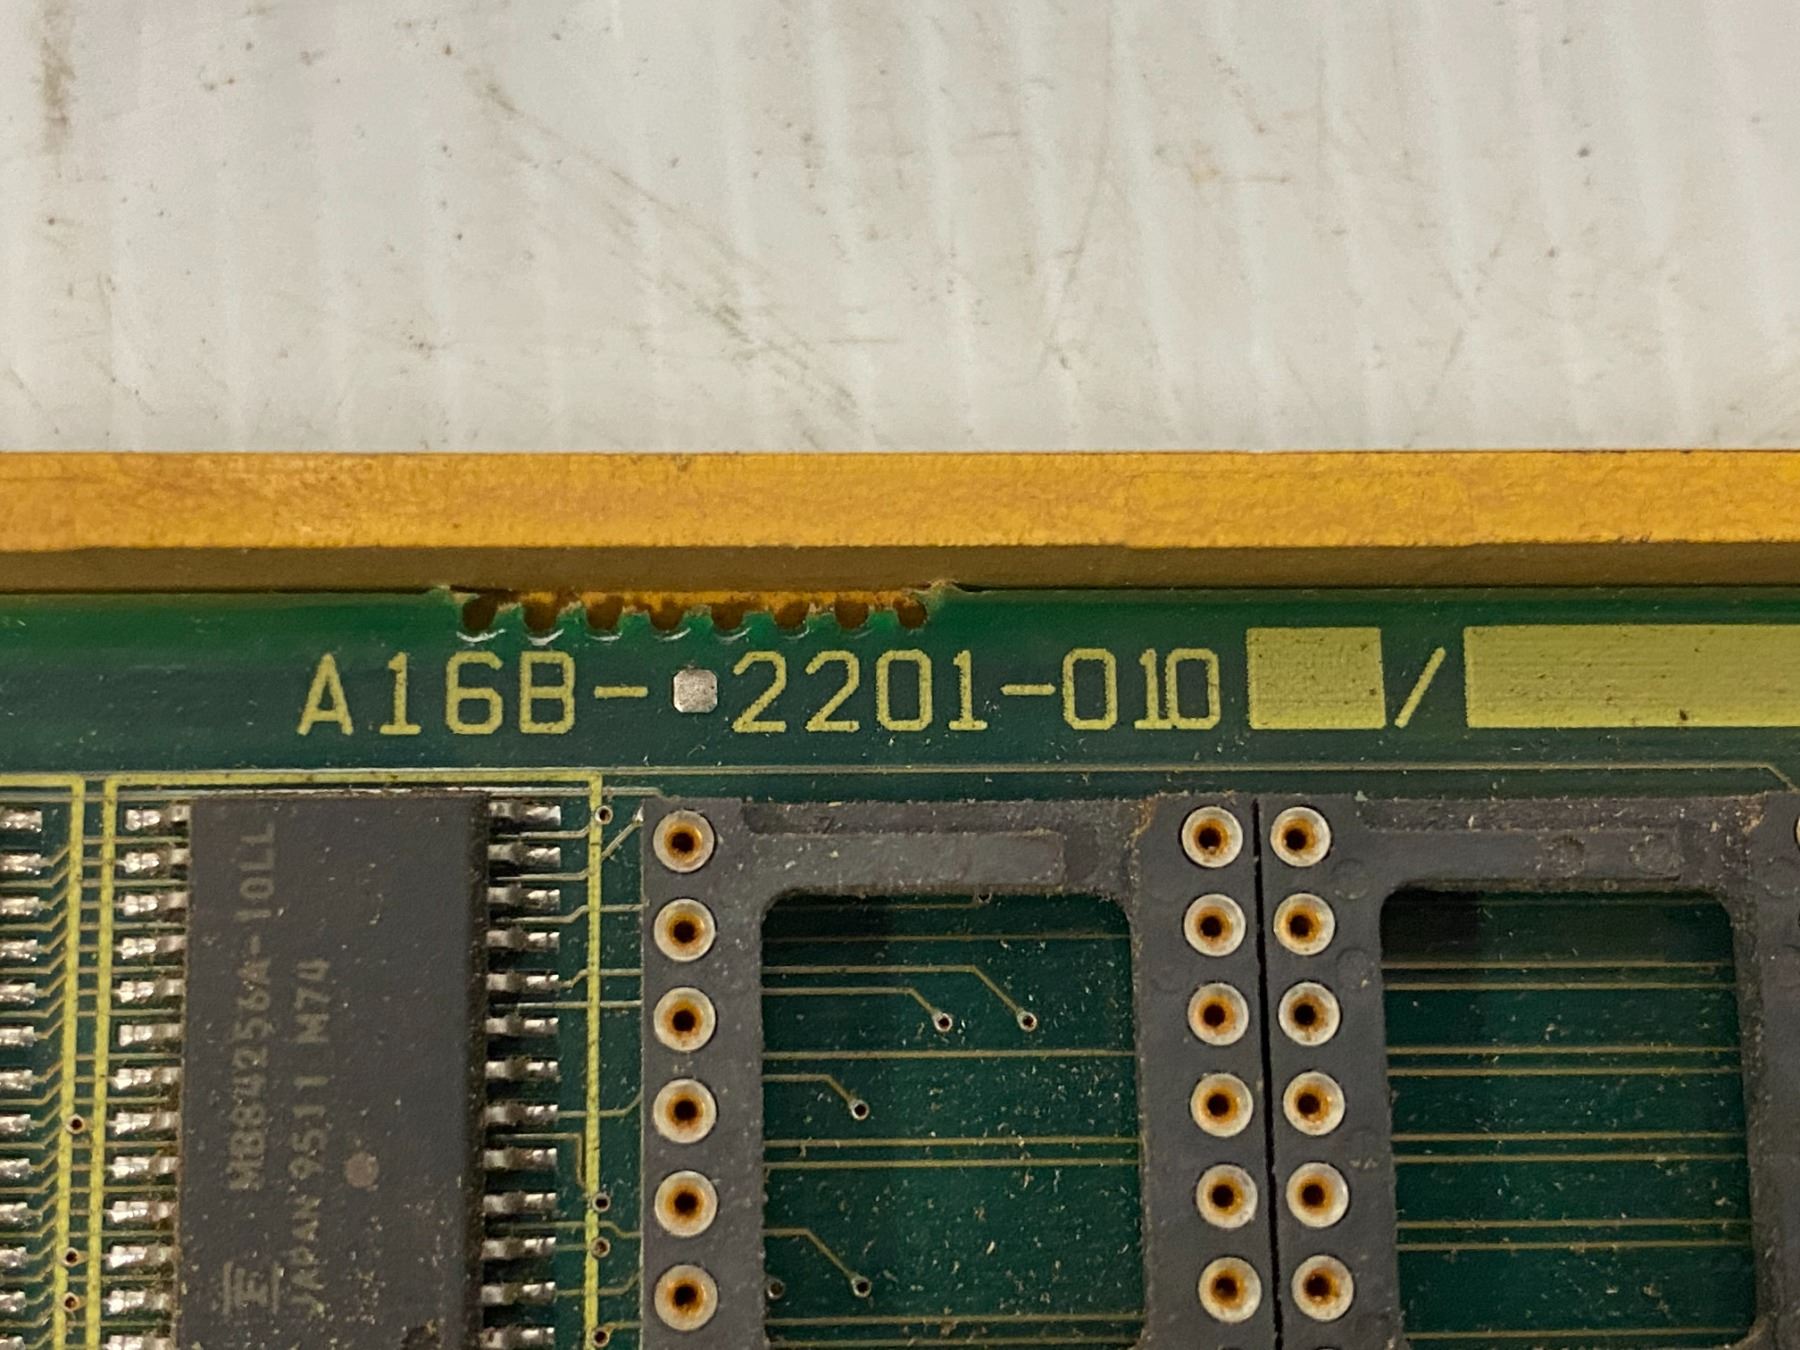 A16B-2201-010 /
MB84256A-10LL
JAPAN 9511 M74
F